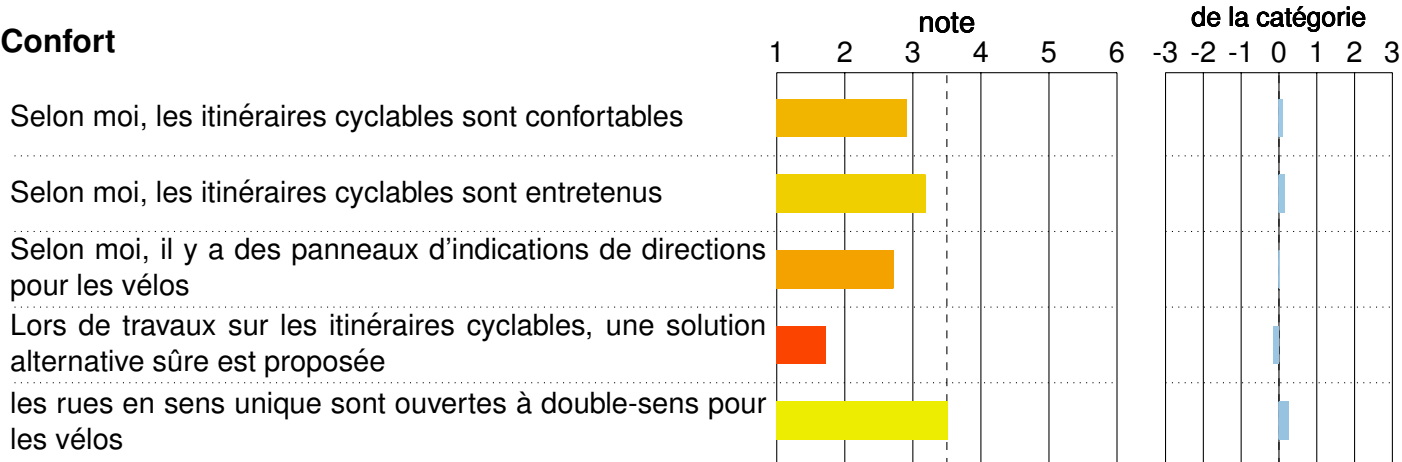 note
de la catégorie
Confort
1 2 3 4 5 6
-3 -2 -1 0 1 2 3
Selon moi, les itinéraires cyclables sont confortables
Selon moi, les itinéraires cyclables sont entretenus
Selon moi, il y a des panneaux d'indications de directions
pour les vélos
Lors de travaux sur les itinéraires cyclables, une solution
alternative sûre est proposée
les rues en sens unique sont ouvertes à double-sens pour
les vélos